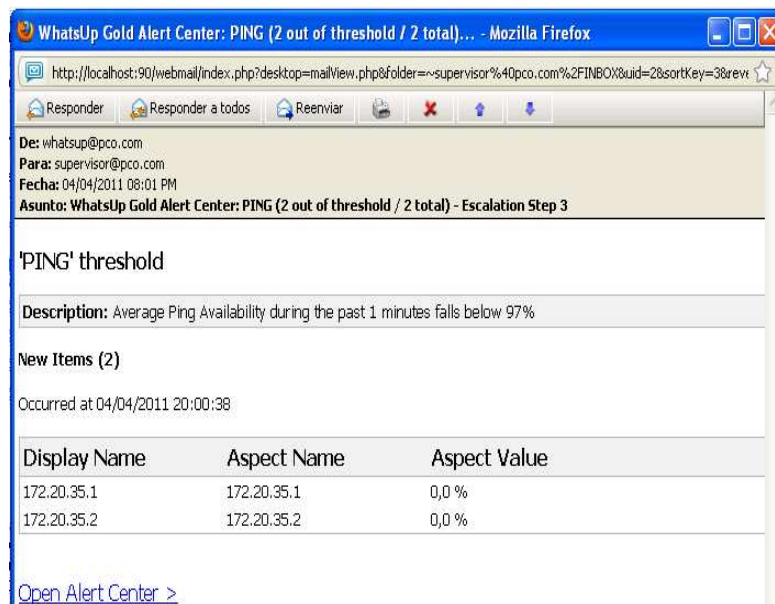 WhatsUp Gold Alert Center: PING (2 out of threshold / 2 total)... - Mozilla Firefox
http://localhost:90/webmail/index.php?desktop=mailView.php&folder=~supervisor%40pco.com%2FINBOX&uid=2&sortKey=3&reve
Responder Responder a todos Reenviar
De: whatsup@pco.com
Para: supervisor@pco.com
Fecha: 04/04/2011 08:01 PM
Asunto: WhatsUp Gold Alert Center: PING (2 out of threshold / 2 total) - Escalation Step 3
'PING' threshold
Description: Average Ping Availability during the past 1 minutes falls below 97%
New Items (2)
Occurred at 04/04/2011 20:00:38
Display Name Aspect Name Aspect Value
172.20.35.1 172.20.35.1 0,0 %
172.20.35.2 172.20.35.2 0,0 %
Open Alert Center >